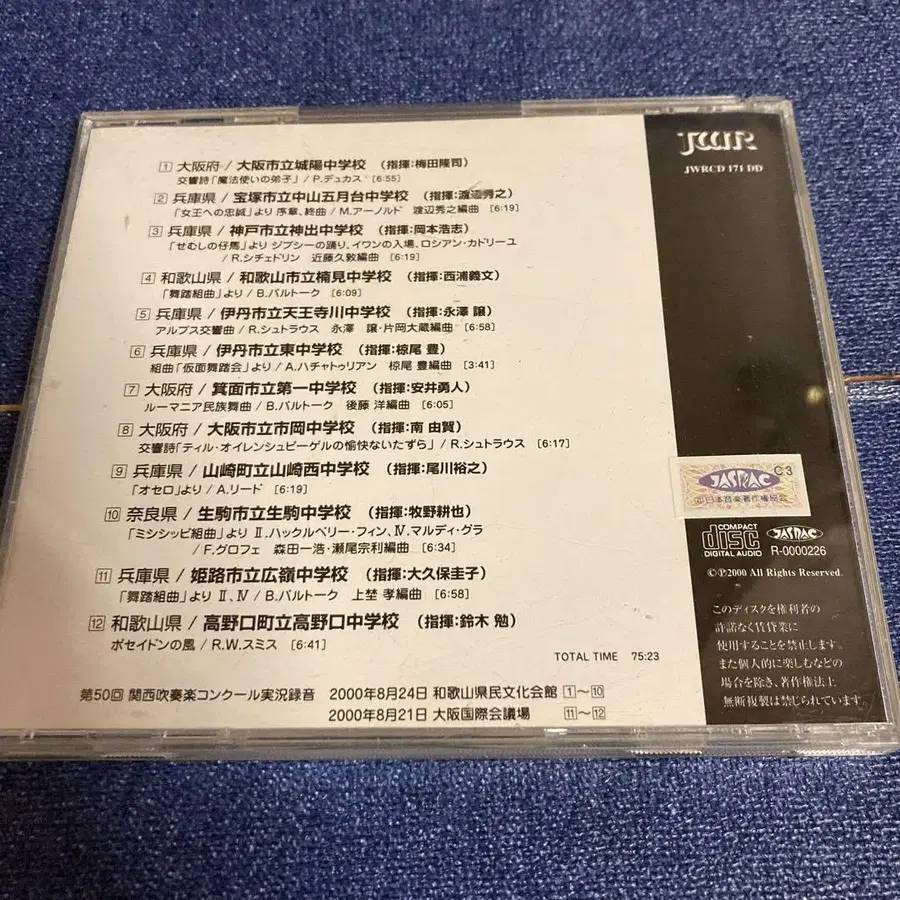 1 大阪府 / 大阪市立城陽中学校 (指揮:梅田隆司)
交響詩「魔法使いの弟子」/ P.デュカス [6:55]
2 兵庫県 / 宝塚市立中山五月台中学校 (指揮:渡辺秀之)
「女王への忠誠」より 序章、終曲 / M.アーノルド 渡辺秀之編曲 [6:19]
3 兵庫県 / 神戸市立神出中学校 (指揮:岡本浩志)
「せむしの仔馬」より ジプシーの踊り、イワンの入場、ロシアン・カドリーユ
/ R.シチェドリン 近藤久敦編曲 [6:19]
4 和歌山県 / 和歌山市立楠見中学校 (指揮:西浦義文)
「舞踏組曲」より / B.バルトーク [6:09]
5 兵庫県 / 伊丹市立天王寺川中学校 (指揮:永澤 譲)
アルプス交響曲 / R.シュトラウス 永澤 譲・片岡大蔵編曲 [6:58]
6 兵庫県 / 伊丹市立東中学校 (指揮:椋尾 豊)
組曲「仮面舞踏会」/ A.ハチャトゥリアン 椋尾 豊編曲 [3:41]
7 大阪府 / 箕面市立第一中学校 (指揮:安井勇人)
ルーマニア民族舞曲 / B.バルトーク 後藤 洋編曲 [6:05]
8 大阪府 / 大阪市立市岡中学校 (指揮:南 由賀)
交響詩「ティル・オイレンシュピーゲルの愉快ないたずら」/ R.シュトラウス [6:17]
9 兵庫県 / 山崎町立山崎西中学校 (指揮:尾川裕之)
「オセロ」より / A.リード [6:19]
10 奈良県 / 生駒市立生駒中学校 (指揮:牧野耕也)
「ミシシッピ組曲」より Ⅱ.ハックルベリー・フィン、Ⅳ.マルディ・グラ
/ F.グロフェ 森田一浩・瀬尾宗利編曲 [6:34]
11 兵庫県 / 姫路市立広嶺中学校 (指揮:大久保圭子)
「舞踏組曲」より Ⅱ、Ⅳ / B.バルトーク 上埜 孝編曲 [6:58]
12 和歌山県 / 高野口町立高野口中学校 (指揮:鈴木 勉)
ポセイドンの風 / R.W.スミス [6:41]
TOTAL TIME 75:23
第50回 関西吹奏楽コンクール実況録音 2000年8月24日 和歌山県民文化会館 1〜10
2000年8月21日 大阪国際会議場 11〜12
JWR
JWRCD 171 DD
JASRAC C3
日本音楽著作権協会
COMPACT
disc
DIGITAL AUDIO
JASRAC
R-0000226
©Ⓟ2000 All Rights Reserved.
このディスクを権利者の
許諾なく賃貸業に
使用することを禁止します。
また個人的に楽しむなどの
場合を除き、著作権法上
無断複製は禁じられています。